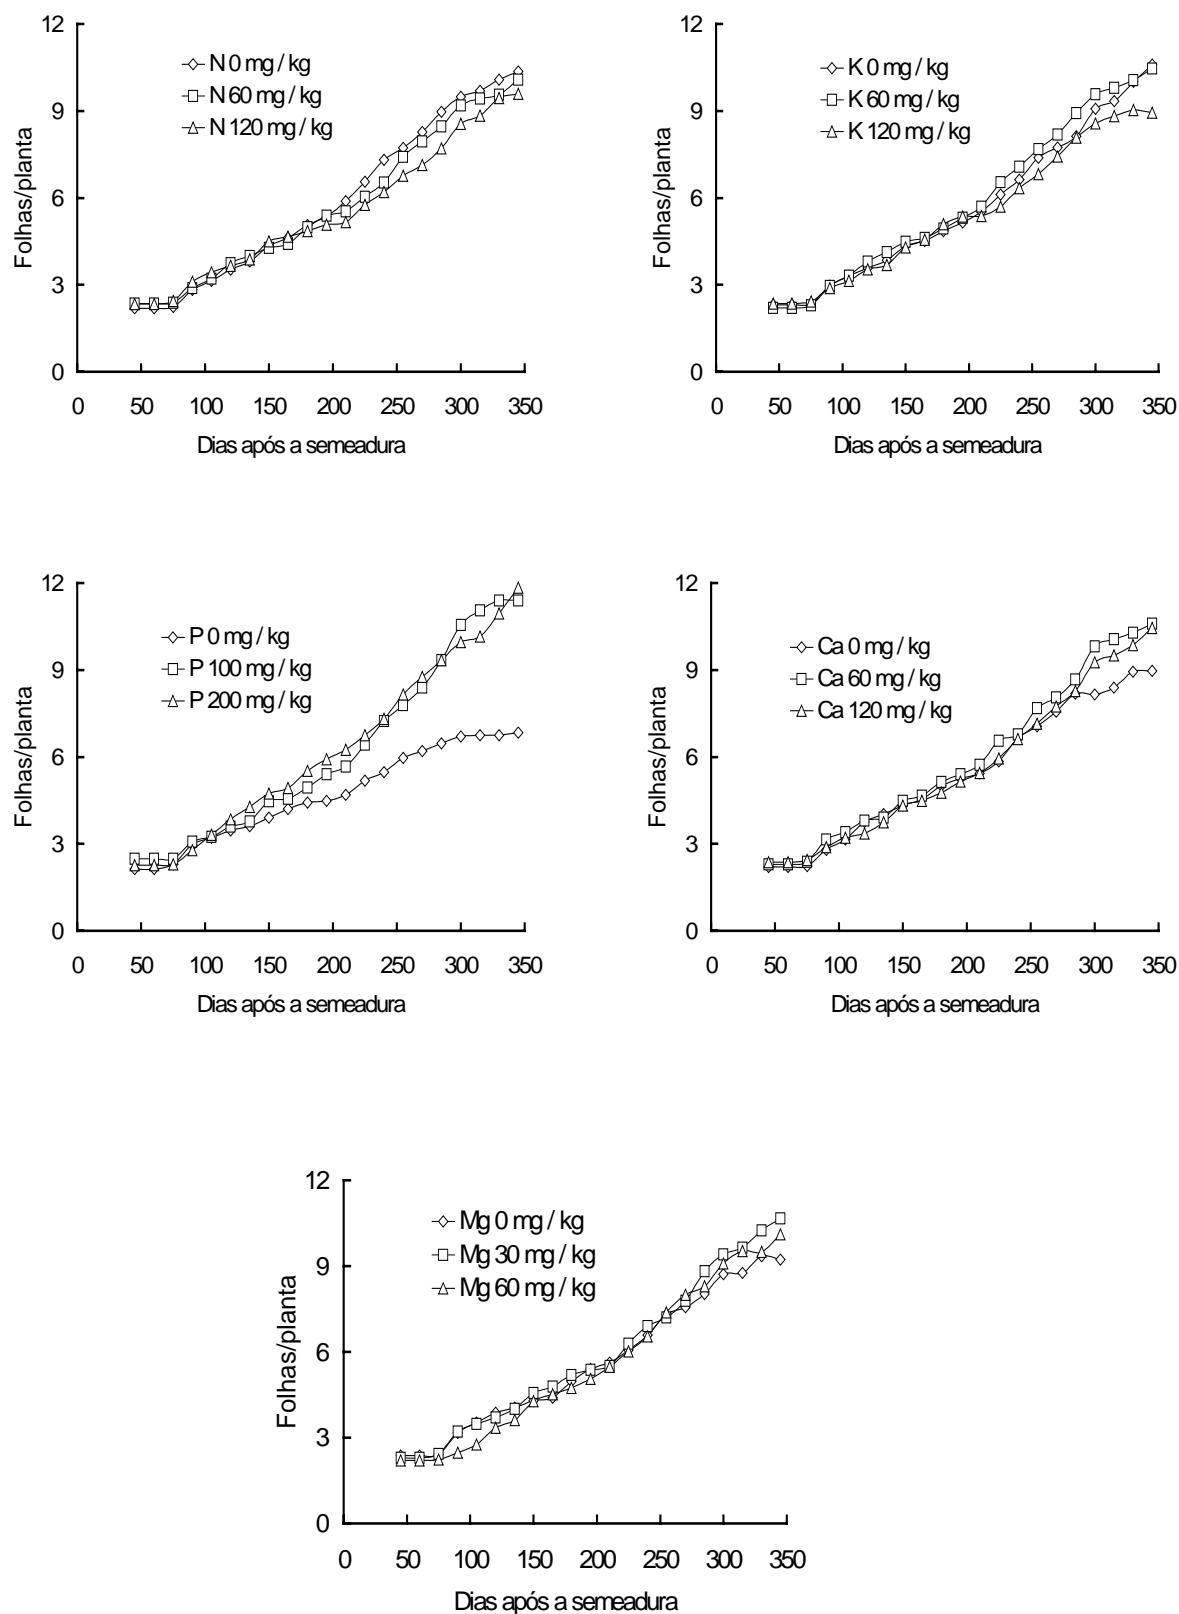 12
9
6
3
0
Folhas/planta
N 0 mg / kg
N 60 mg / kg
N 120 mg / kg
0 50 100 150 200 250 300 350
Dias após a semeadura
12
9
6
3
0
Folhas/planta
K 0 mg / kg
K 60 mg / kg
K 120 mg / kg
0 50 100 150 200 250 300 350
Dias após a semeadura
12
9
6
3
0
Folhas/planta
P 0 mg / kg
P 100 mg / kg
P 200 mg / kg
0 50 100 150 200 250 300 350
Dias após a semeadura
12
9
6
3
0
Folhas/planta
Ca 0 mg / kg
Ca 60 mg / kg
Ca 120 mg / kg
0 50 100 150 200 250 300 350
Dias após a semeadura
12
9
6
3
0
Folhas/planta
Mg 0 mg / kg
Mg 30 mg / kg
Mg 60 mg / kg
0 50 100 150 200 250 300 350
Dias após a semeadura